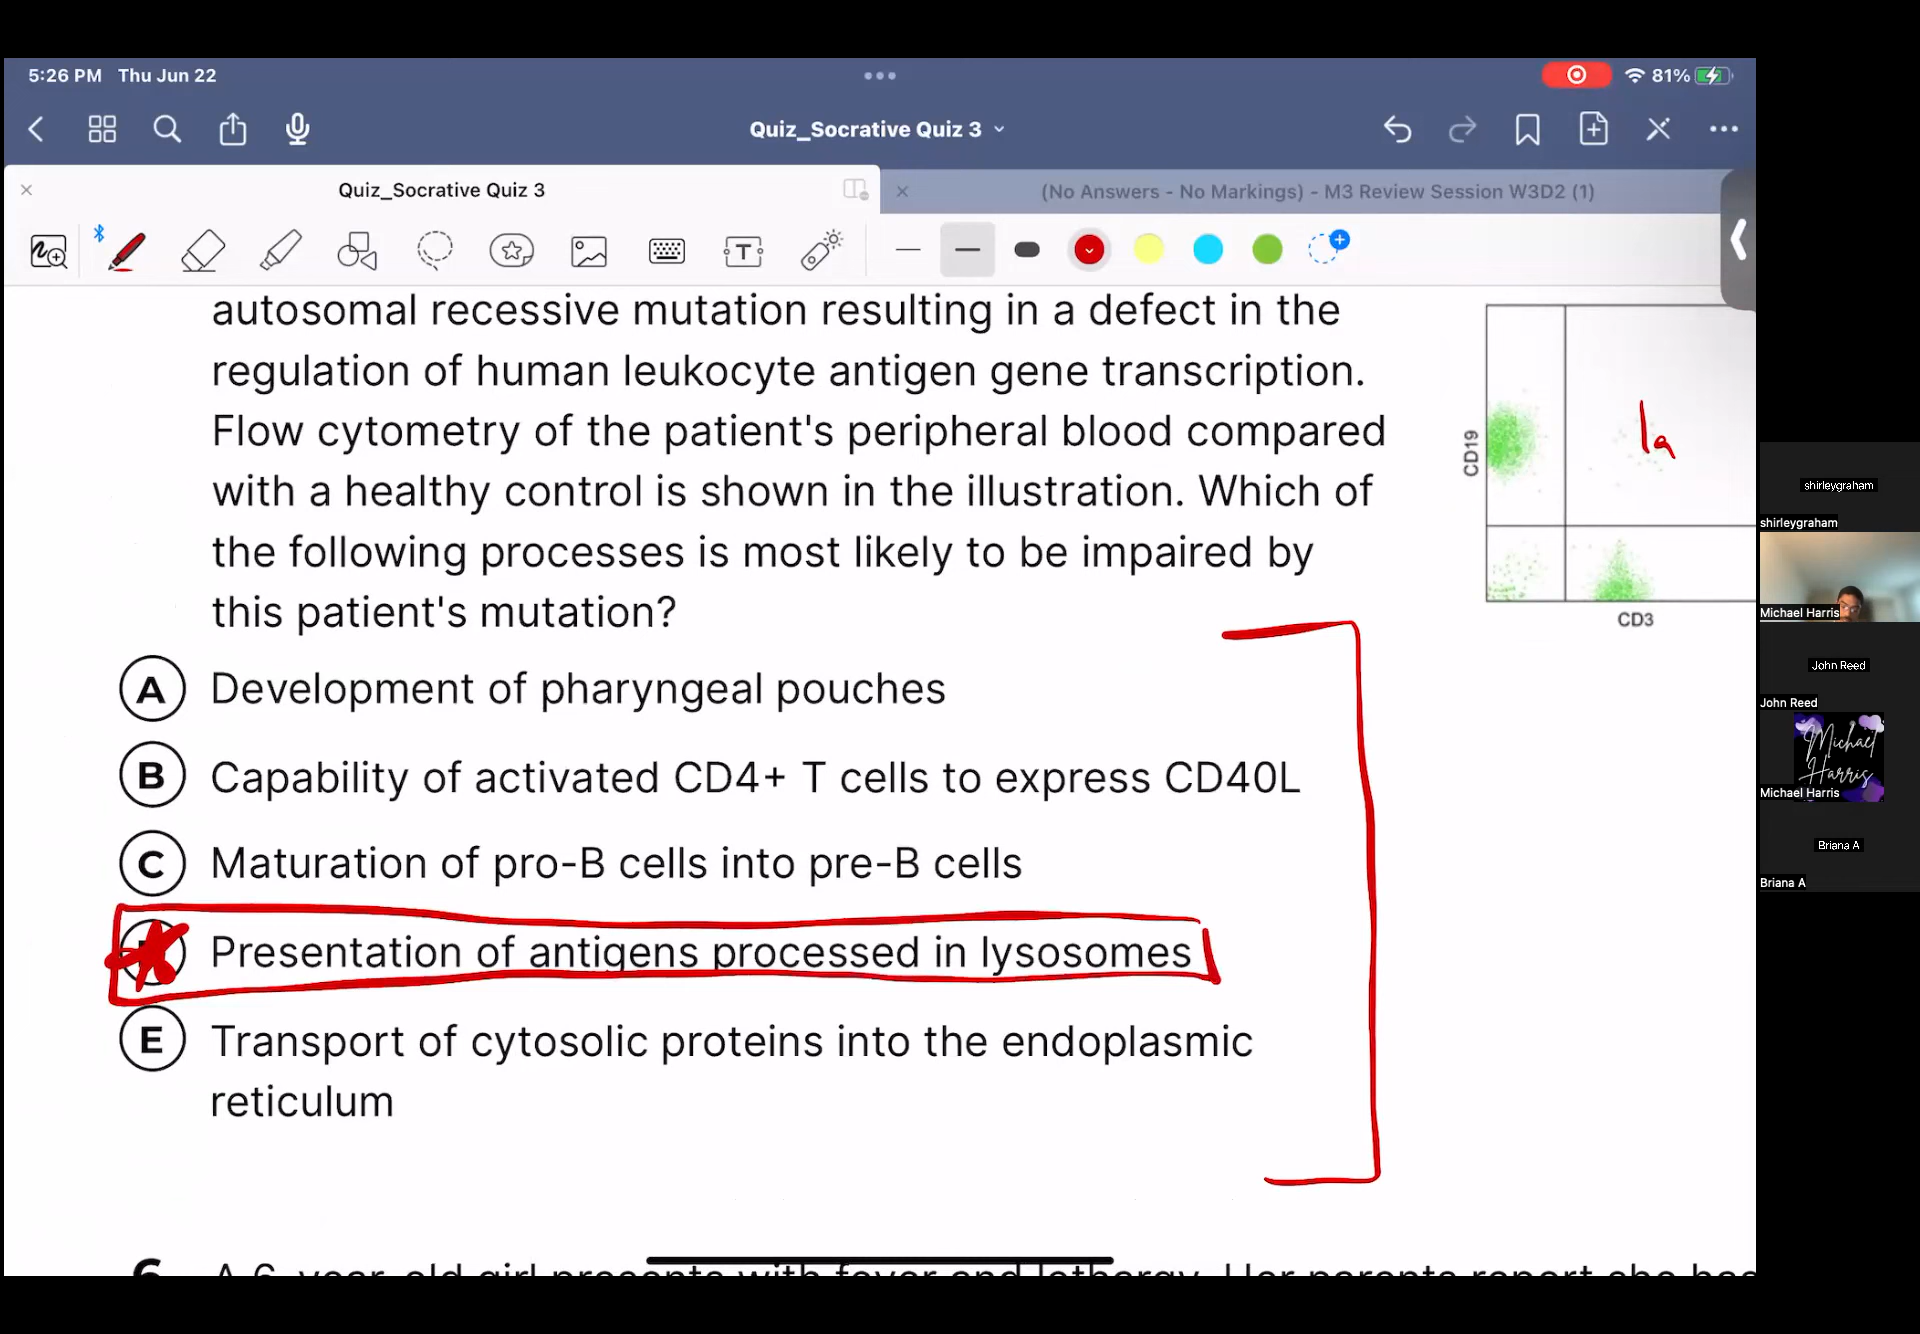 5:26 PM Thu Jun 22
81%
Quiz_Socrative Quiz 3
Quiz_Socrative Quiz 3
(No Answers - No Markings) - M3 Review Session W3D2 (1)
T
autosomal recessive mutation resulting in a defect in the
regulation of human leukocyte antigen gene transcription.
Flow cytometry of the patient's peripheral blood compared
with a healthy control is shown in the illustration. Which of
the following processes is most likely to be impaired by
this patient's mutation?
A Development of pharyngeal pouches
B Capability of activated CD4+ T cells to express CD40L
C Maturation of pro-B cells into pre-B cells
Presentation of antigens processed in lysosomes
E Transport of cytosolic proteins into the endoplasmic
reticulum
CD19
CD3
shirleygraham
shirleygraham
Michael Harris
John Reed
John Reed
Michael
Harris
Michael Harris
Briana A
Briana A